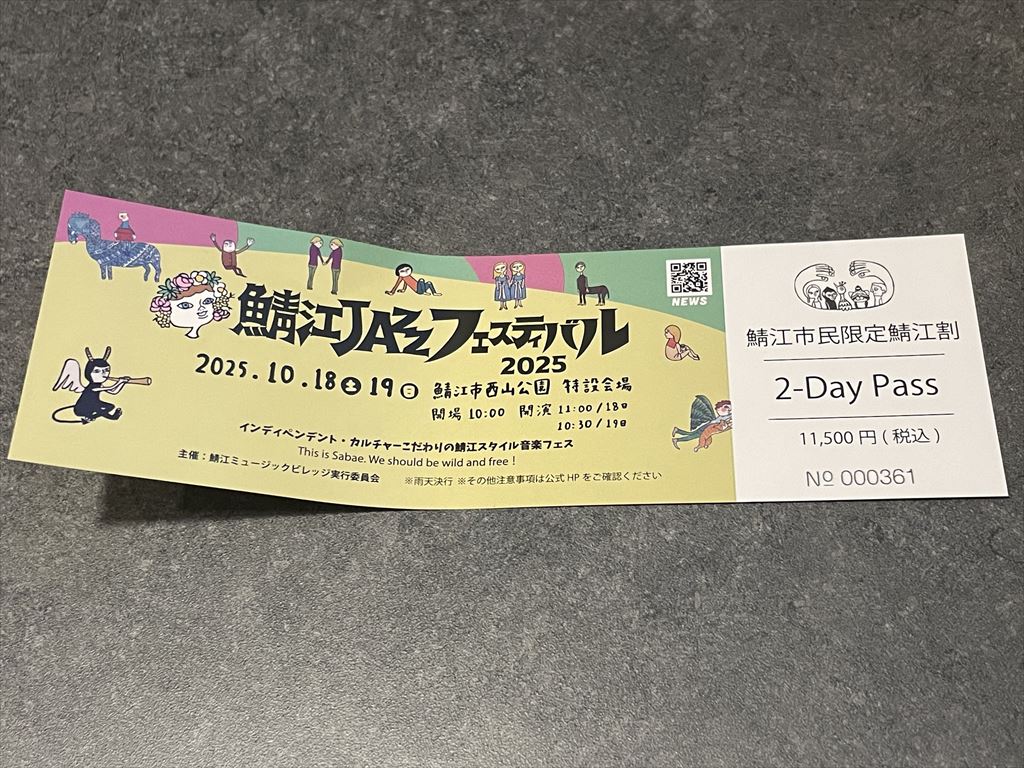 NEWS
鯖江JAZZフェスティバル
2025
2025.10.18土19日 鯖江市西山公園 特設会場
開場10:00 開演 11:00/18日
10:30/19日
インディペンデント・カルチャーこだわりの鯖江スタイル音楽フェス
This is Sabae. We should be wild and free!
主催:鯖江ミュージックビレッジ実行委員会 ※雨天決行 ※その他注意事項は公式HPをご確認ください
鯖江市民限定鯖江割
2-Day Pass
11,500円(税込)
№ 000361